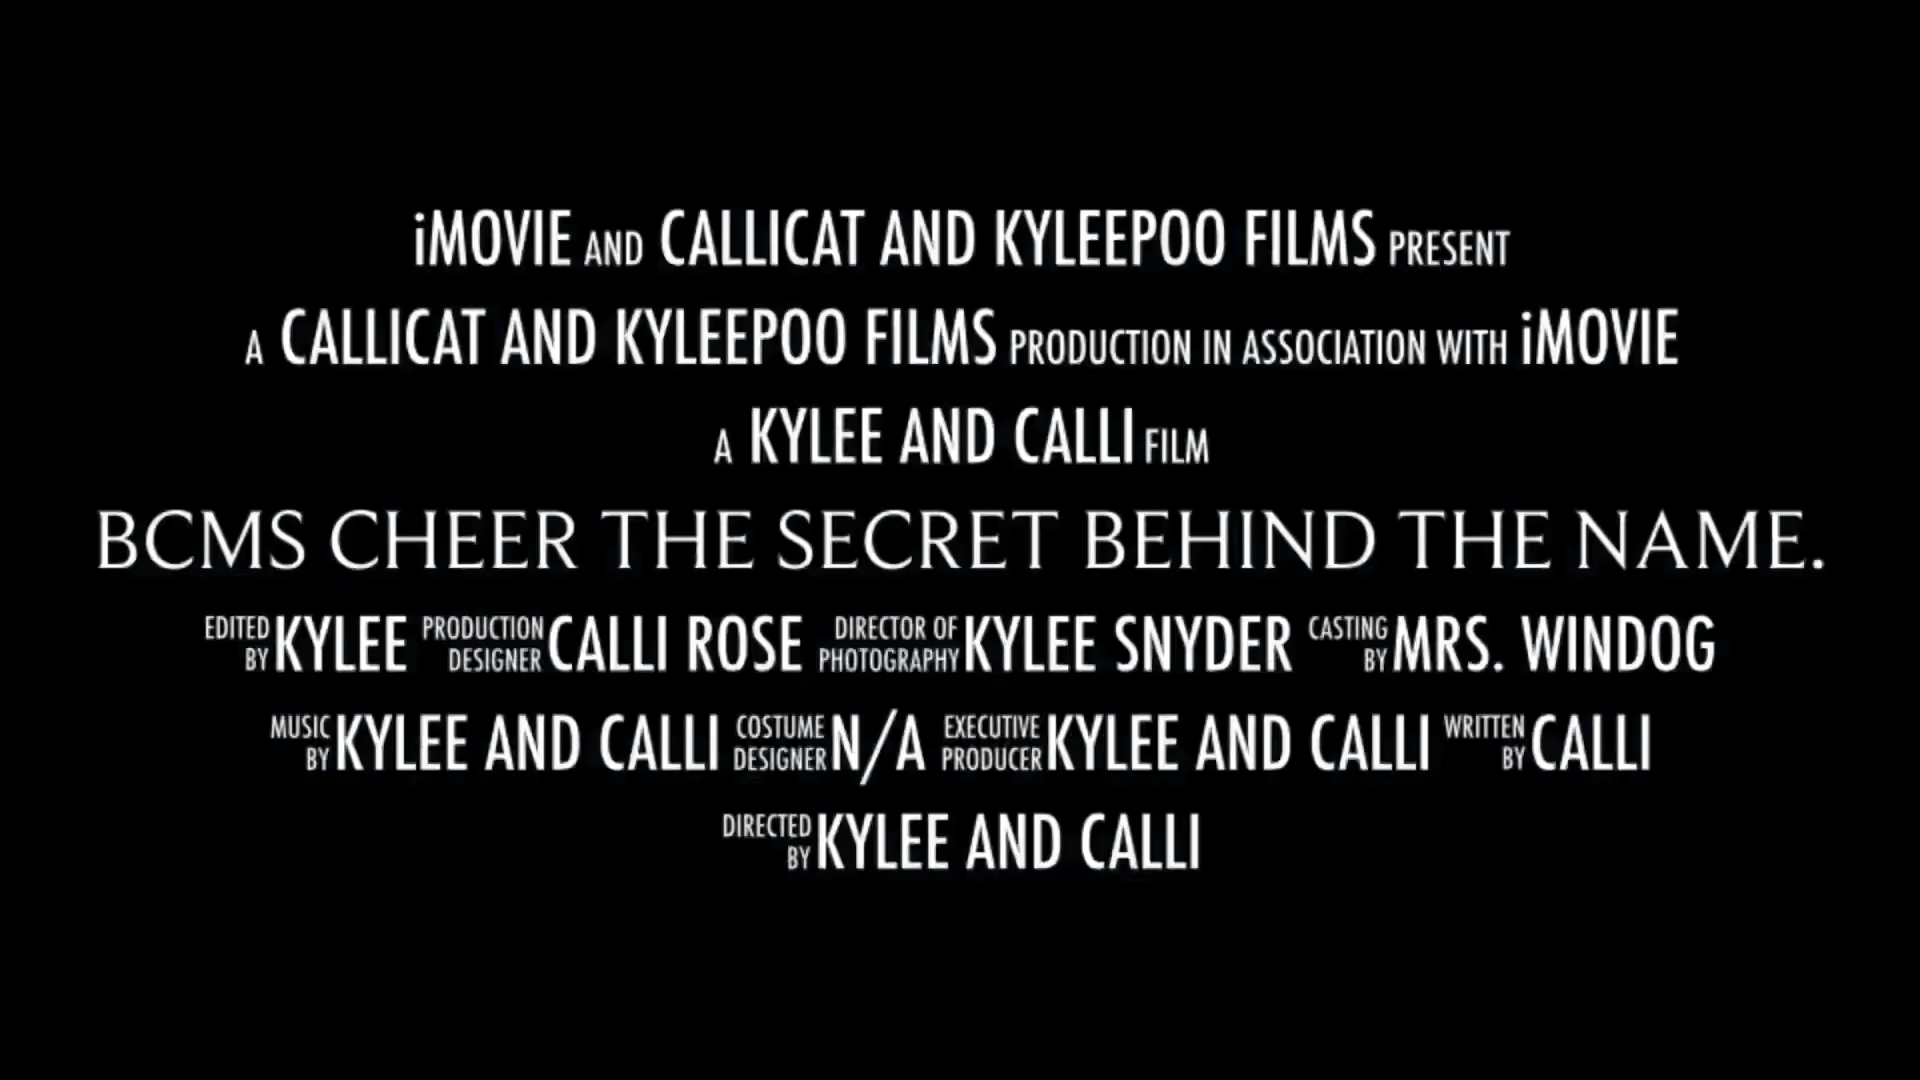 iMOVIE AND CALLICAT AND KYLEEPOO FILMS PRESENT
A CALLICAT AND KYLEEPOO FILMS PRODUCTION IN ASSOCIATION WITH iMOVIE
A KYLEE AND CALLI FILM
BCMS CHEER THE SECRET BEHIND THE NAME.
EDITED BY KYLEE PRODUCTION DESIGNER CALLI ROSE DIRECTOR OF PHOTOGRAPHY KYLEE SNYDER CASTING BY MRS. WINDOG
MUSIC BY KYLEE AND CALLI COSTUME DESIGNER N/A EXECUTIVE PRODUCER KYLEE AND CALLI WRITTEN BY CALLI
DIRECTED BY KYLEE AND CALLI